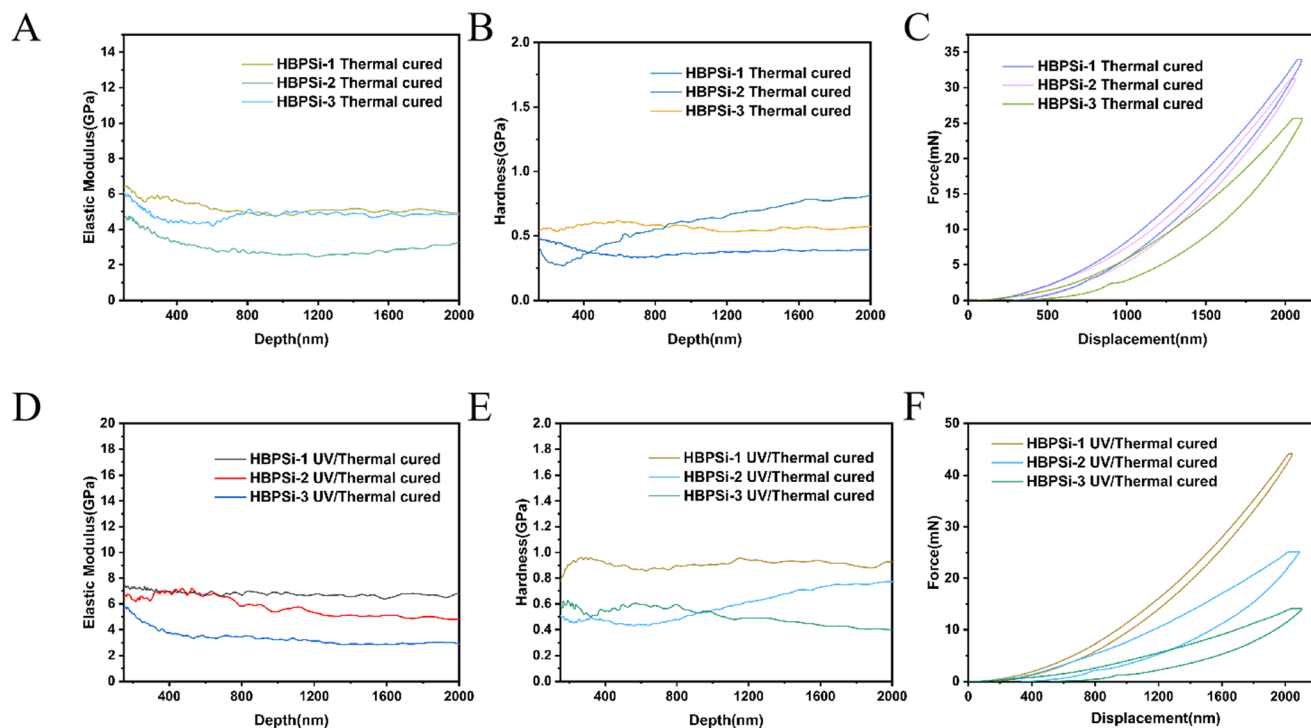 A
14
12
10
8
6
4
2
0
Elastic Modulus(GPa)
HBPSi-1 Thermal cured
HBPSi-2 Thermal cured
HBPSi-3 Thermal cured
400
800
1200
1600
2000
Depth(nm)
B
2.0
1.5
1.0
0.5
0.0
Hardness(GPa)
HBPSi-1 Thermal cured
HBPSi-2 Thermal cured
HBPSi-3 Thermal cured
400
800
1200
1600
2000
Depth(nm)
C
35
30
25
20
15
10
5
0
Force(mN)
HBPSi-1 Thermal cured
HBPSi-2 Thermal cured
HBPSi-3 Thermal cured
0
500
1000
1500
2000
Displacement(nm)
D
20
18
16
14
12
10
8
6
4
2
0
Elastic Modulus(GPa)
HBPSi-1 UV/Thermal cured
HBPSi-2 UV/Thermal cured
HBPSi-3 UV/Thermal cured
400
800
1200
1600
2000
Depth(nm)
E
2.0
1.8
1.6
1.4
1.2
1.0
0.8
0.6
0.4
0.2
0.0
Hardness(GPa)
HBPSi-1 UV/Thermal cured
HBPSi-2 UV/Thermal cured
HBPSi-3 UV/Thermal cured
400
800
1200
1600
2000
Depth(nm)
F
50
40
30
20
10
0
Force(mN)
HBPSi-1 UV/Thermal cured
HBPSi-2 UV/Thermal cured
HBPSi-3 UV/Thermal cured
0
400
800
1200
1600
2000
Displacement(nm)